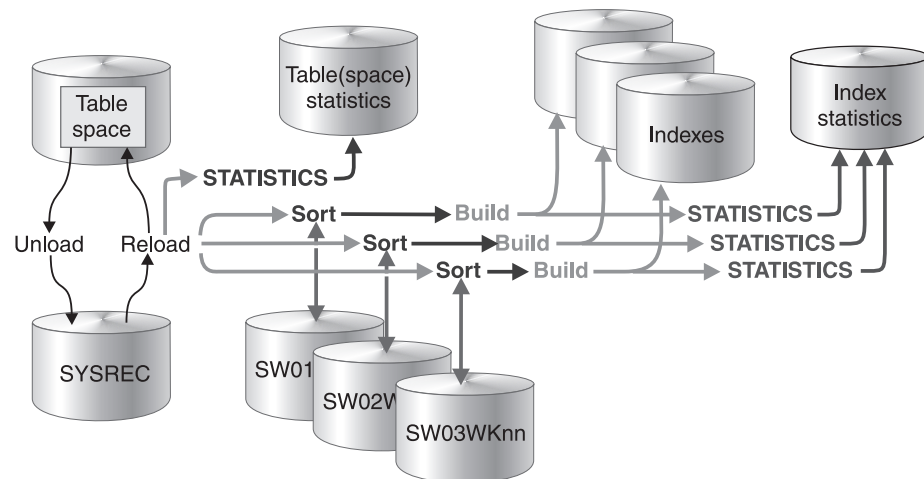 Table
space
Table(space)
statistics
Indexes
Index
statistics
STATISTICS
Unload
Reload
Sort
Build
STATISTICS
Sort
Build
STATISTICS
Sort
Build
STATISTICS
SYSREC
SW01
SW02W
SW03WKnn